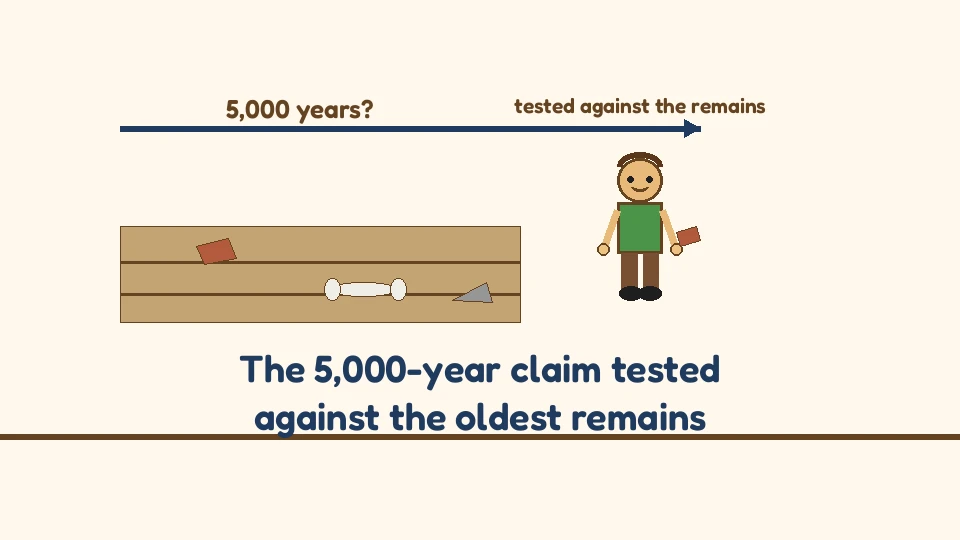 5,000 years?
tested against the remains
The 5,000-year claim tested
against the oldest remains